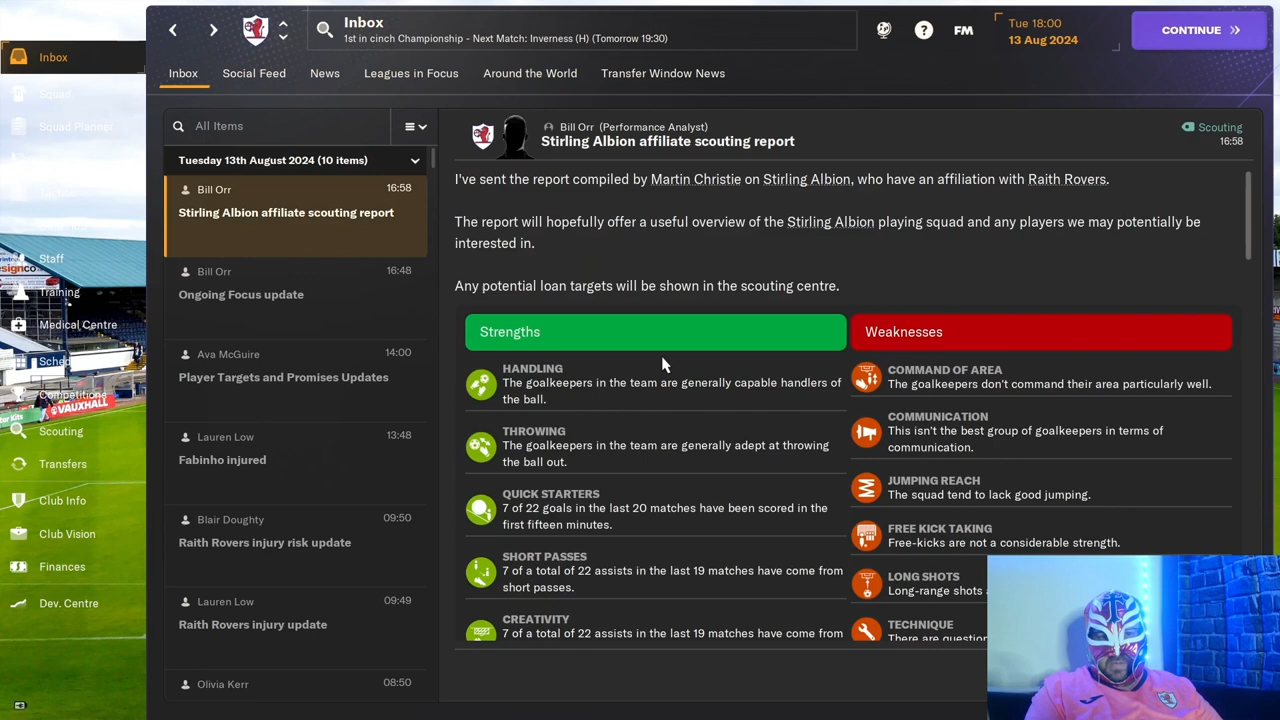 Inbox
1st in cinch Championship - Next Match: Inverness (H) (Tomorrow 19:30)
?
FM
Tue 18:00
13 Aug 2024
CONTINUE
Inbox
Social Feed
News
Leagues in Focus
Around the World
Transfer Window News
Inbox
Squad
Squad Planner
Staff
Training
Medical Centre
Sched
Competitions
VAUXHALL
Scouting
Transfers
Club Info
Club Vision
Finances
Dev. Centre
All Items
Tuesday 13th August 2024 (10 items)
Bill Orr 16:58
Stirling Albion affiliate scouting report
Bill Orr 16:48
Ongoing Focus update
Ava McGuire 14:00
Player Targets and Promises Updates
Lauren Low 13:48
Fabinho injured
Blair Doughty 09:50
Raith Rovers injury risk update
Lauren Low 09:49
Raith Rovers injury update
Olivia Kerr 08:50
Bill Orr (Performance Analyst)
Stirling Albion affiliate scouting report
Scouting
16:58
I've sent the report compiled by Martin Christie on Stirling Albion, who have an affiliation with Raith Rovers.
The report will hopefully offer a useful overview of the Stirling Albion playing squad and any players we may potentially be
interested in.
Any potential loan targets will be shown in the scouting centre.
Strengths
HANDLING
The goalkeepers in the team are generally capable handlers of
the ball.
THROWING
The goalkeepers in the team are generally adept at throwing
the ball out.
QUICK STARTERS
7 of 22 goals in the last 20 matches have been scored in the
first fifteen minutes.
SHORT PASSES
7 of a total of 22 assists in the last 19 matches have come from
short passes.
CREATIVITY
7 of a total of 22 assists in the last 19 matches have come from
Weaknesses
COMMAND OF AREA
The goalkeepers don't command their area particularly well.
COMMUNICATION
This isn't the best group of goalkeepers in terms of
communication.
JUMPING REACH
The squad tend to lack good jumping.
FREE KICK TAKING
Free-kicks are not a considerable strength.
LONG SHOTS
Long-range shots
TECHNIQUE
There are question